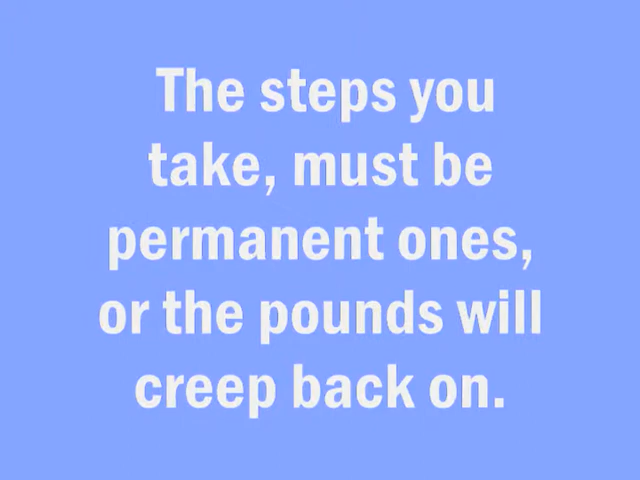 The steps you
take, must be
permanent ones,
or the pounds will
creep back on.